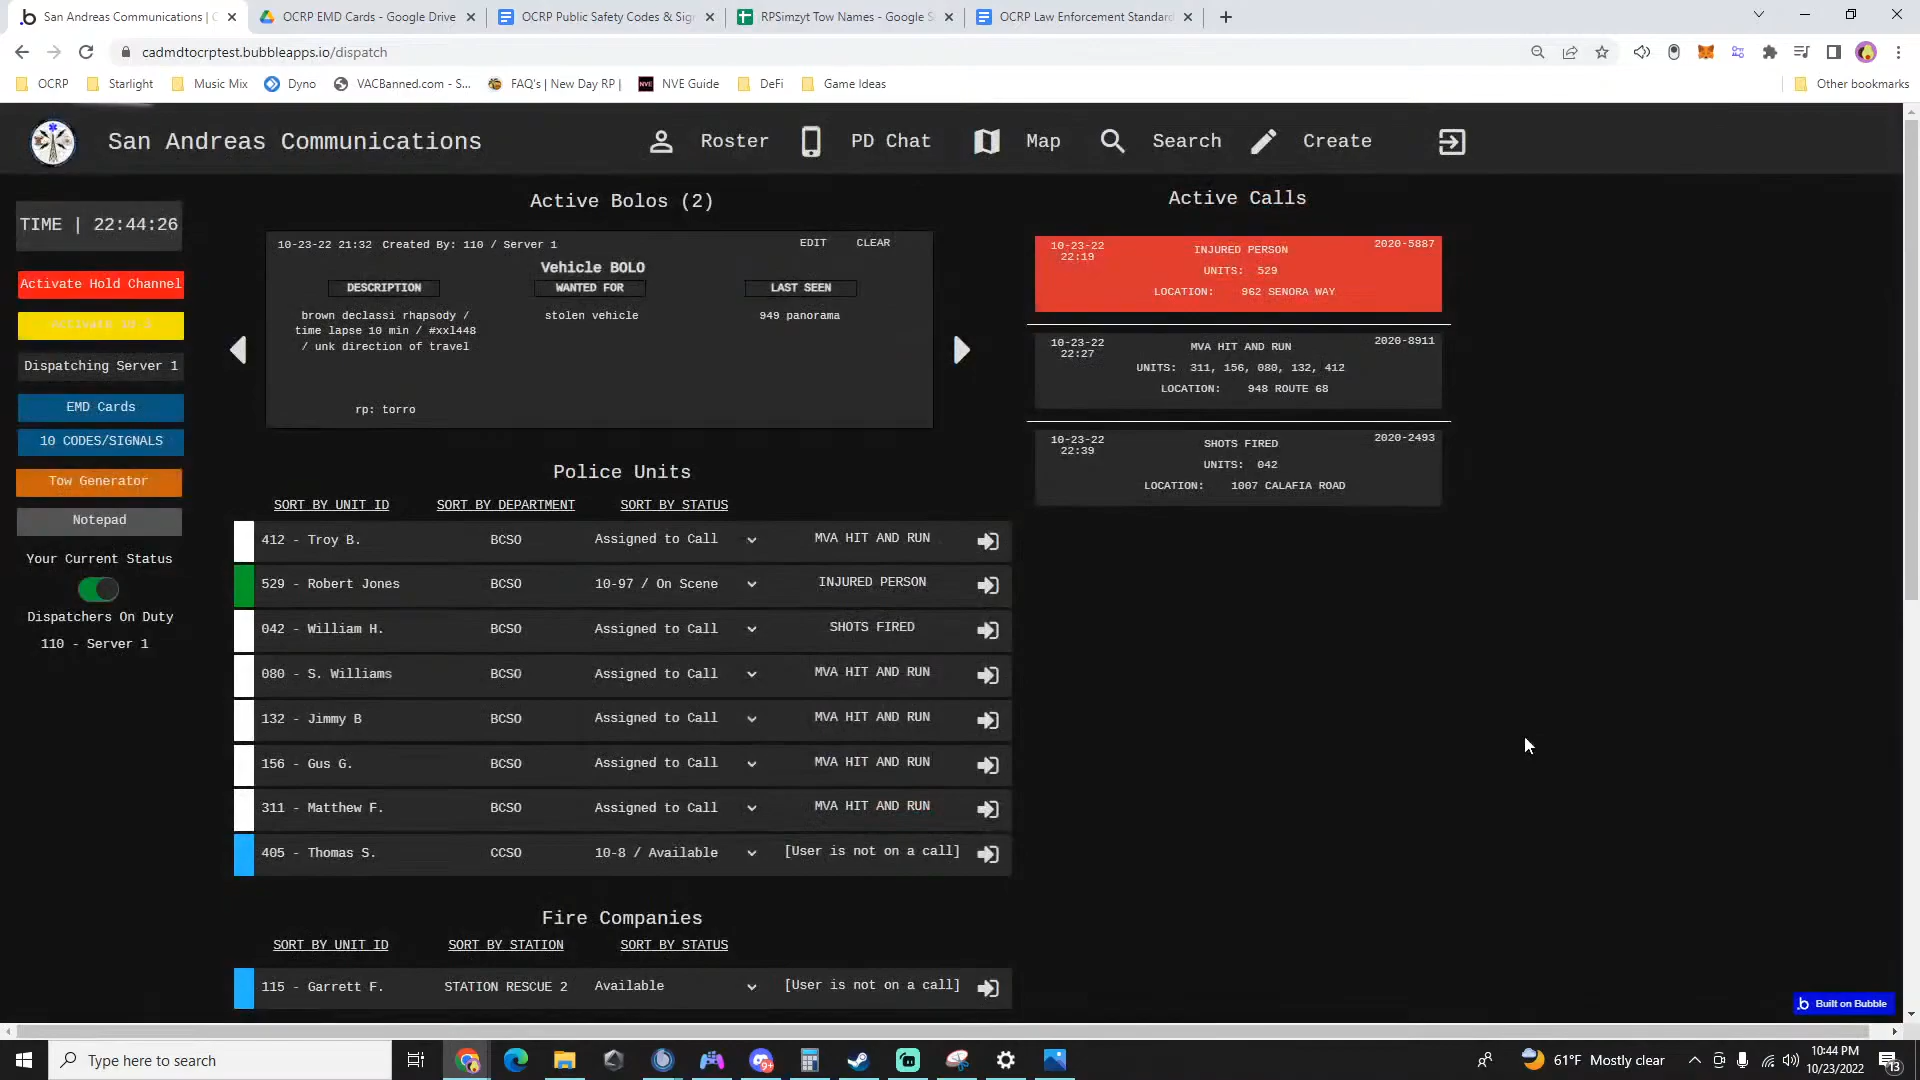 San Andreas Communications | C
OCRP EMD Cards - Google Drive
OCRP Public Safety Codes & Sig
RPSimzyt Tow Names - Google S
OCRP Law Enforcement Standard
cadmdtocrptest.bubbleapps.io/dispatch
OCRP
Starlight
Music Mix
Dyno
VACBanned.com - S...
FAQ's | New Day RP |
NVE Guide
DeFi
Game Ideas
Other bookmarks
San Andreas Communications
Roster
PD Chat
Map
Search
Create
TIME | 22:44:26
Activate Hold Channel
Dispatching Server 1
EMD Cards
10 CODES/SIGNALS
Tow Generator
Notepad
Your Current Status
Dispatchers On Duty
110 - Server 1
Active Bolos (2)
10-23-22 21:32 Created By: 110 / Server 1
EDIT
CLEAR
Vehicle BOLO
DESCRIPTION
WANTED FOR
LAST SEEN
brown declassi rhapsody /
time lapse 10 min / #xxl448
/ unk direction of travel
stolen vehicle
949 panorama
rp: torro
Active Calls
10-23-22
22:19
INJURED PERSON
2020-5887
UNITS: 529
LOCATION: 962 SENORA WAY
10-23-22
22:27
MVA HIT AND RUN
2020-8911
UNITS: 311, 156, 080, 132, 412
LOCATION: 948 ROUTE 68
10-23-22
22:39
SHOTS FIRED
2020-2493
UNITS: 042
LOCATION: 1007 CALAFIA ROAD
Police Units
SORT BY UNIT ID SORT BY DEPARTMENT SORT BY STATUS
412 - Troy B. BCSO Assigned to Call MVA HIT AND RUN
529 - Robert Jones BCSO 10-97 / On Scene INJURED PERSON
042 - William H. BCSO Assigned to Call SHOTS FIRED
080 - S. Williams BCSO Assigned to Call MVA HIT AND RUN
132 - Jimmy B BCSO Assigned to Call MVA HIT AND RUN
156 - Gus G. BCSO Assigned to Call MVA HIT AND RUN
311 - Matthew F. BCSO Assigned to Call MVA HIT AND RUN
405 - Thomas S. CCSO 10-8 / Available [User is not on a call]
Fire Companies
SORT BY UNIT ID SORT BY STATION SORT BY STATUS
115 - Garrett F. STATION RESCUE 2 Available [User is not on a call]
Built on Bubble
Type here to search
9+
61°F Mostly clear
10:44 PM
10/23/2022
13